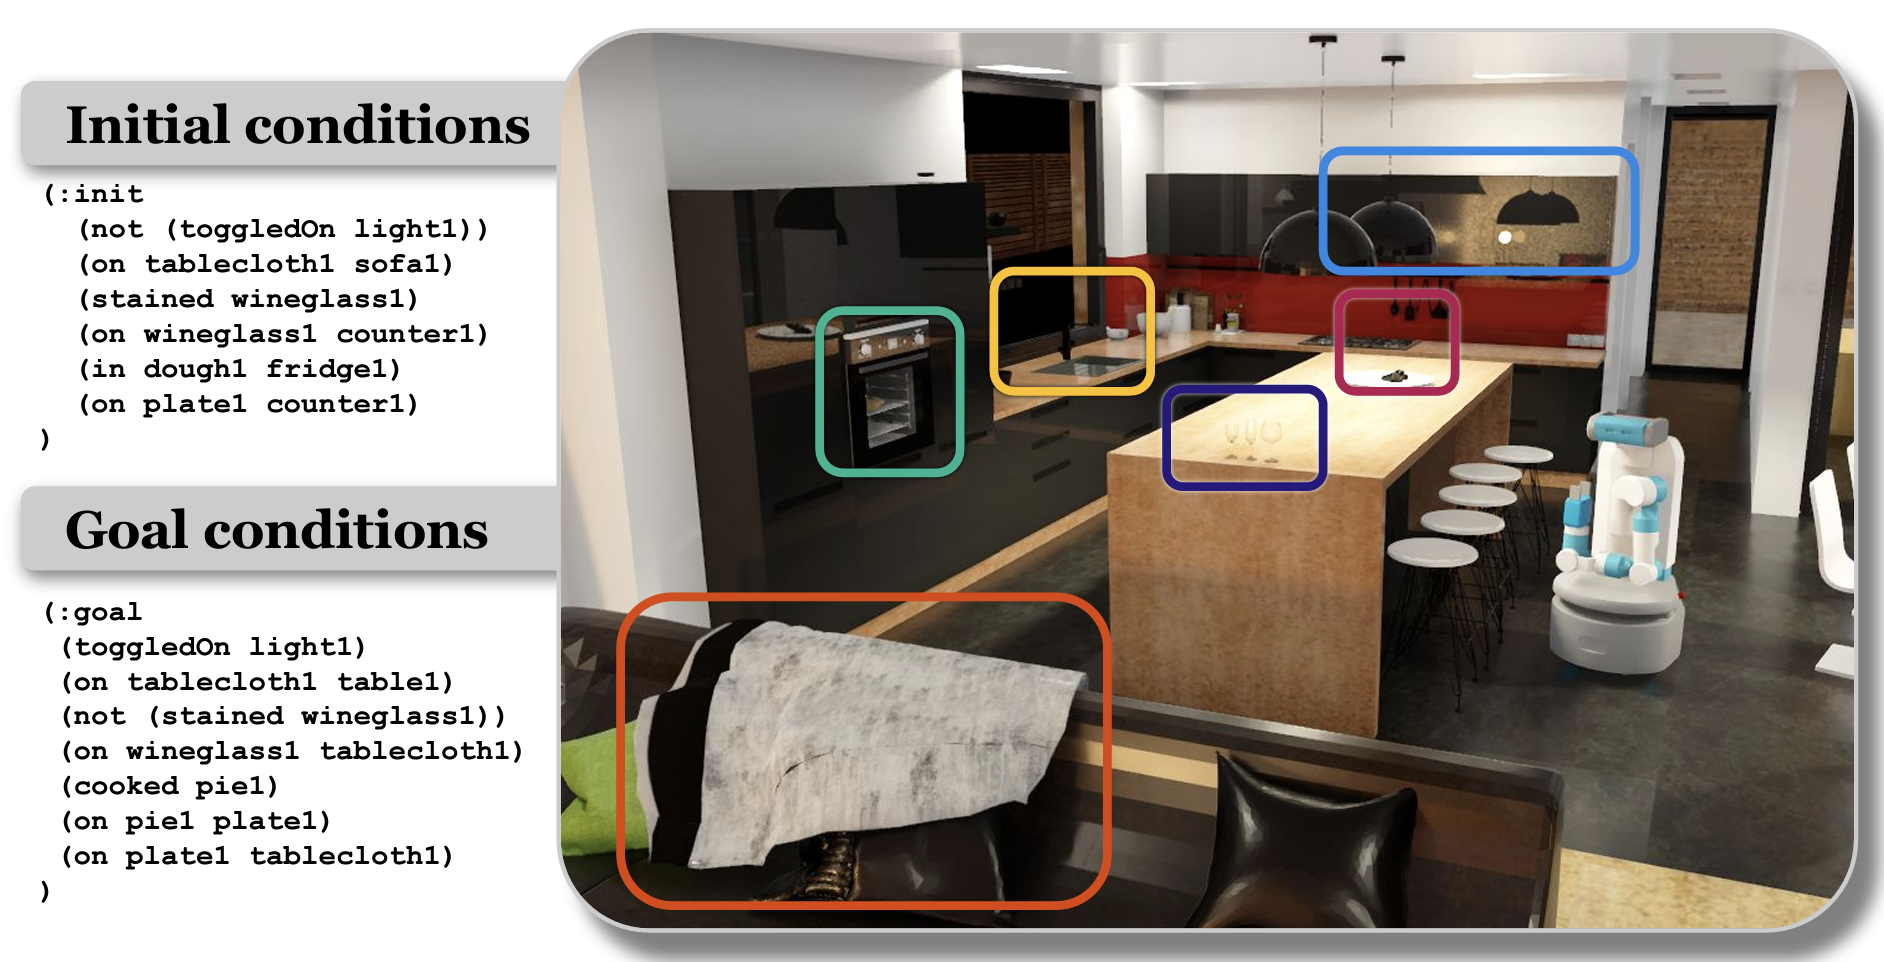 Initial conditions
(:init
(not (toggledOn light1))
(on tablecloth1 sofa1)
(stained wineglass1)
(on wineglass1 counter1)
(in dough1 fridge1)
(on plate1 counter1)
)
Goal conditions
(:goal
(toggledOn light1)
(on tablecloth1 table1)
(not (stained wineglass1))
(on wineglass1 tablecloth1)
(cooked pie1)
(on pie1 plate1)
(on plate1 tablecloth1)
)